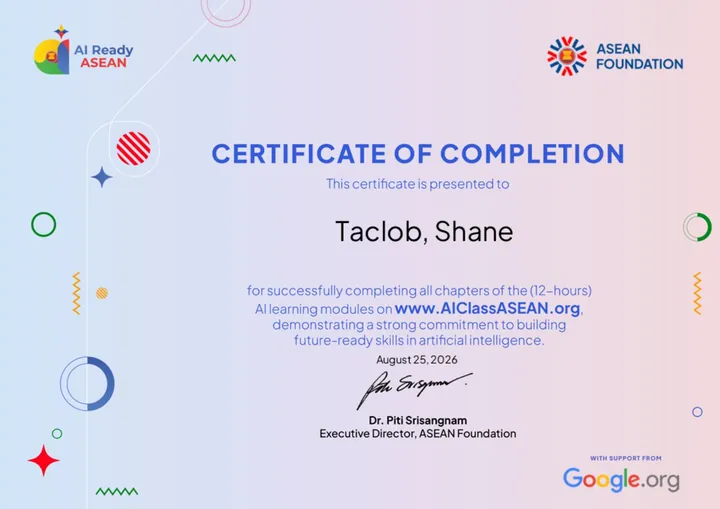 AI Ready
ASEAN
ASEAN
FOUNDATION
CERTIFICATE OF COMPLETION
This certificate is presented to
Taclob, Shane
for successfully completing all chapters of the (12-hours)
AI learning modules on www.AIClassASEAN.org,
demonstrating a strong commitment to building
future-ready skills in artificial intelligence.
August 25, 2026
Dr. Piti Srisangnam
Executive Director, ASEAN Foundation
WITH SUPPORT FROM
Google.org